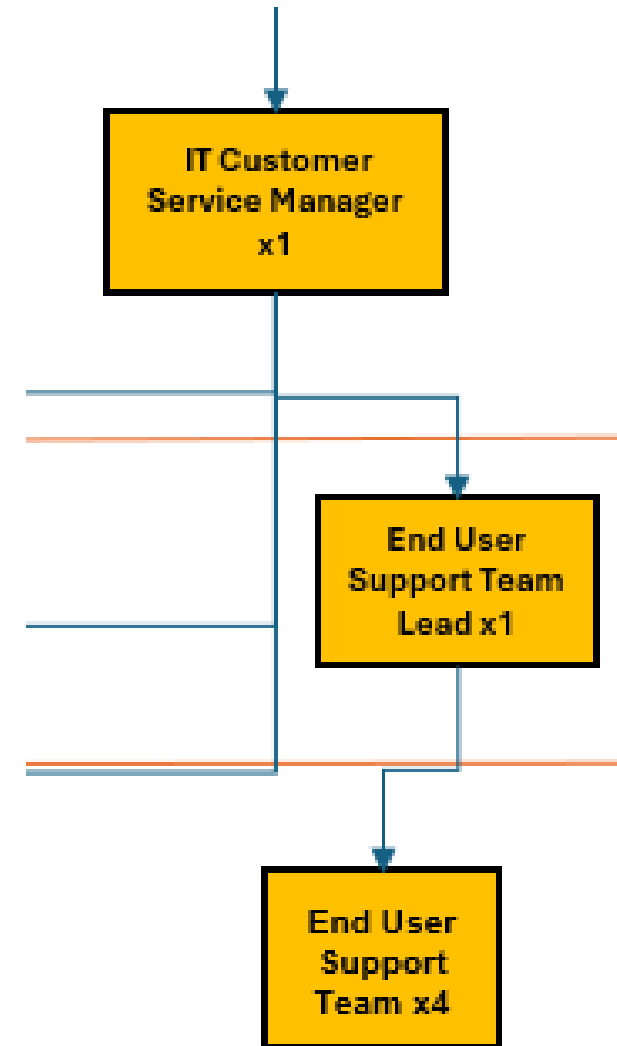 IT Customer
Service Manager
x1
End User
Support Team
Lead x1
End User
Support
Team x4